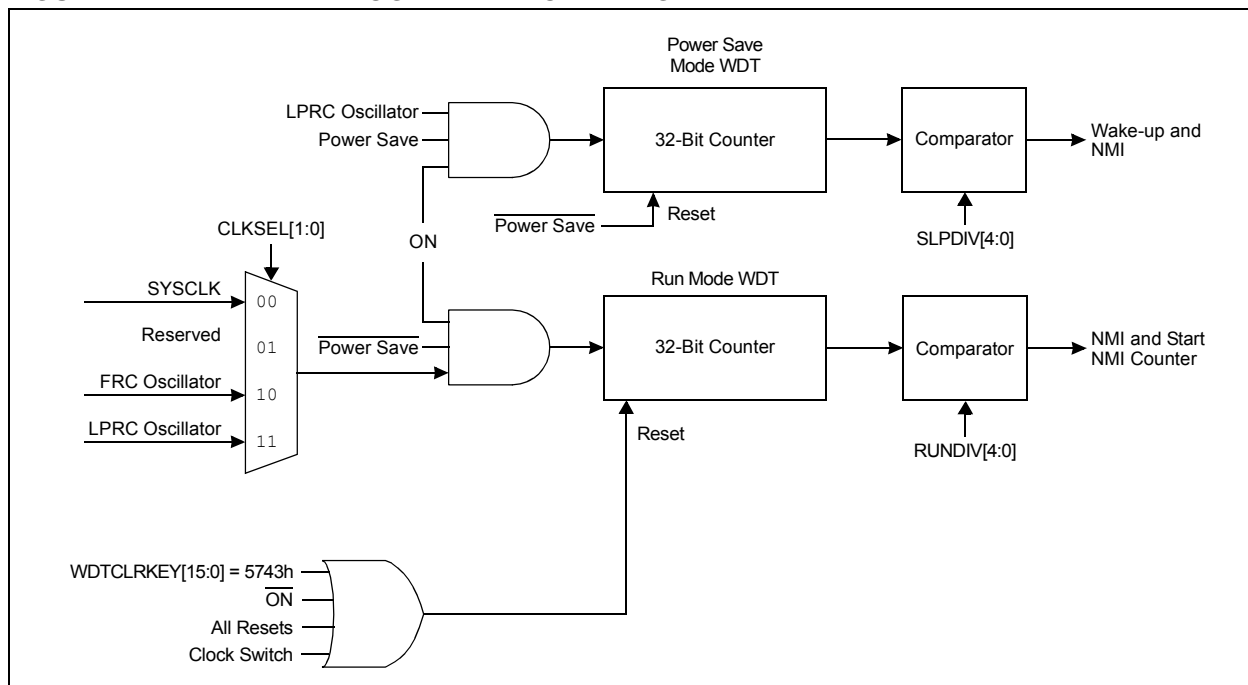 Power Save
Mode WDT
LPRC Oscillator
Power Save
32-Bit Counter
Comparator
Wake-up and
NMI
Power Save
Reset
SLPDIV[4:0]
CLKSEL[1:0]
ON
Run Mode WDT
SYSCLK
00
Reserved
01
Power Save
32-Bit Counter
Comparator
NMI and Start
NMI Counter
FRC Oscillator
10
LPRC Oscillator
11
Reset
RUNDIV[4:0]
WDTCLRKEY[15:0] = 5743h
ON
All Resets
Clock Switch